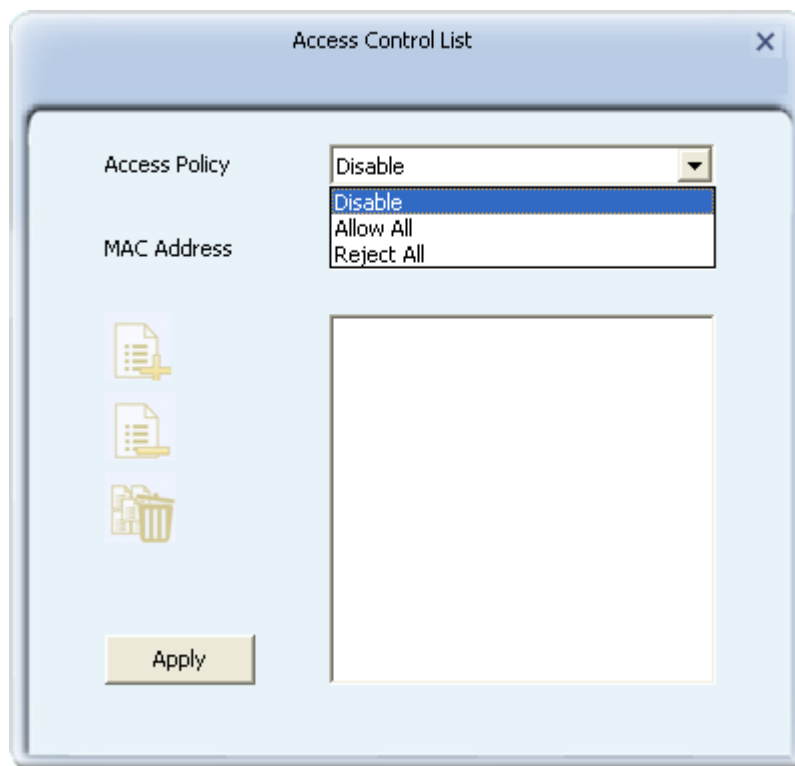 Access Control List
Access Policy
Disable
Disable
Allow All
Reject All
MAC Address
Apply